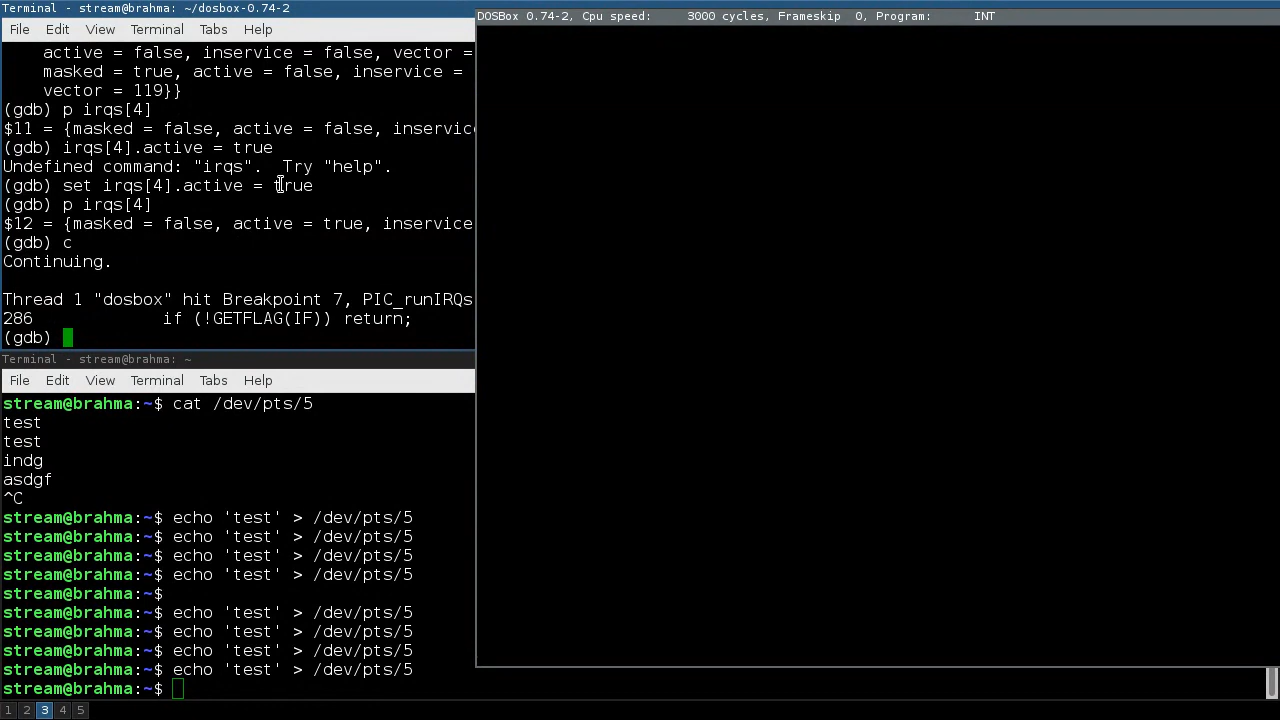 Terminal - stream@brahma: ~/dosbox-0.74-2
File Edit View Terminal Tabs Help
active = false, inservice = false, vector =
masked = true, active = false, inservice =
vector = 119}}
(gdb) p irqs[4]
$11 = {masked = false, active = false, inservic
(gdb) irqs[4].active = true
Undefined command: "irqs".  Try "help".
(gdb) set irqs[4].active = true
(gdb) p irqs[4]
$12 = {masked = false, active = true, inservice
(gdb) c
Continuing.
Thread 1 "dosbox" hit Breakpoint 7, PIC_runIRQs
286 if (!GETFLAG(IF)) return;
(gdb)
DOSBox 0.74-2, Cpu speed: 3000 cycles, Frameskip 0, Program: INT
Terminal - stream@brahma: ~
File Edit View Terminal Tabs Help
stream@brahma:~$ cat /dev/pts/5
test
test
indg
asdgf
^C
stream@brahma:~$ echo 'test' > /dev/pts/5
stream@brahma:~$ echo 'test' > /dev/pts/5
stream@brahma:~$ echo 'test' > /dev/pts/5
stream@brahma:~$ echo 'test' > /dev/pts/5
stream@brahma:~$
stream@brahma:~$ echo 'test' > /dev/pts/5
stream@brahma:~$ echo 'test' > /dev/pts/5
stream@brahma:~$ echo 'test' > /dev/pts/5
stream@brahma:~$ echo 'test' > /dev/pts/5
stream@brahma:~$
1 2 3 4 5